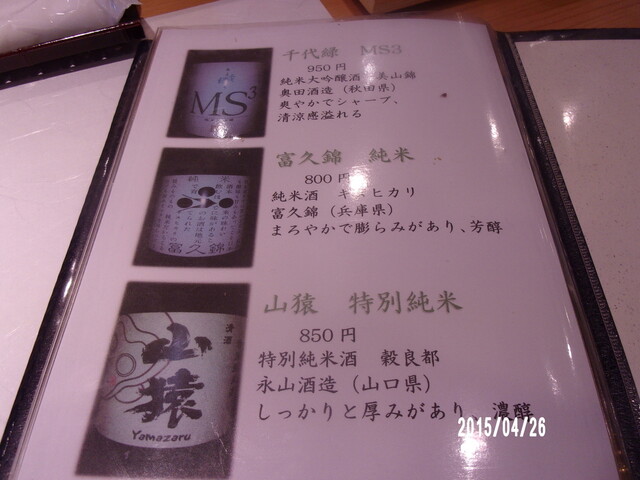 千代緑 MS3
950円
純米大吟醸酒 美山錦
奥田酒造（秋田県）
爽やかでシャープ、
清涼感溢れる
MS3
富久錦 純米
800円
純米酒 キヌヒカリ
富久錦（兵庫県）
まろやかで膨らみがあり、芳醇
純米
富久錦
山猿 特別純米
850円
特別純米酒 穀良都
永山酒造（山口県）
しっかりと厚みがあり、濃醇
清酒
山猿
Yamazaru
2015/04/26